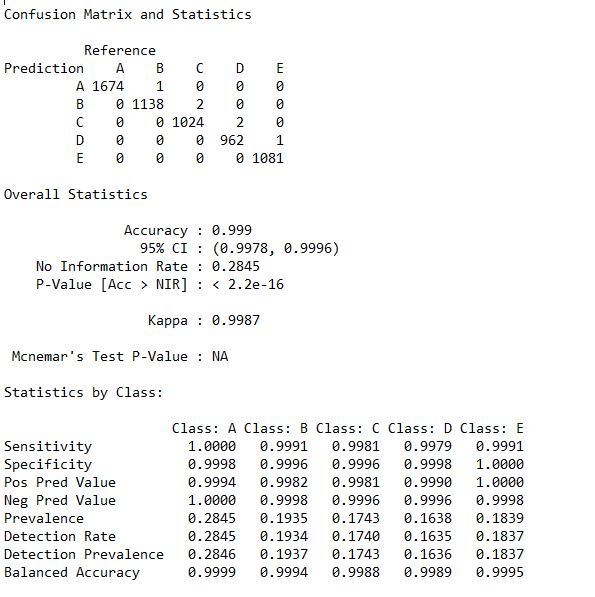 Confusion Matrix and Statistics
Reference
Prediction A B C D E
A 1674 1 0 0 0
B 0 1138 2 0 0
C 0 0 1024 2 0
D 0 0 0 962 1
E 0 0 0 0 1081
Overall Statistics
Accuracy : 0.999
95% CI : (0.9978, 0.9996)
No Information Rate : 0.2845
P-Value [Acc > NIR] : < 2.2e-16
Kappa : 0.9987
Mcnemar's Test P-Value : NA
Statistics by Class:
Class: A Class: B Class: C Class: D Class: E
Sensitivity 1.0000 0.9991 0.9981 0.9979 0.9991
Specificity 0.9998 0.9996 0.9996 0.9998 1.0000
Pos Pred Value 0.9994 0.9982 0.9981 0.9990 1.0000
Neg Pred Value 1.0000 0.9998 0.9996 0.9996 0.9998
Prevalence 0.2845 0.1935 0.1743 0.1638 0.1839
Detection Rate 0.2845 0.1934 0.1740 0.1635 0.1837
Detection Prevalence 0.2846 0.1937 0.1743 0.1636 0.1837
Balanced Accuracy 0.9999 0.9994 0.9988 0.9989 0.9995